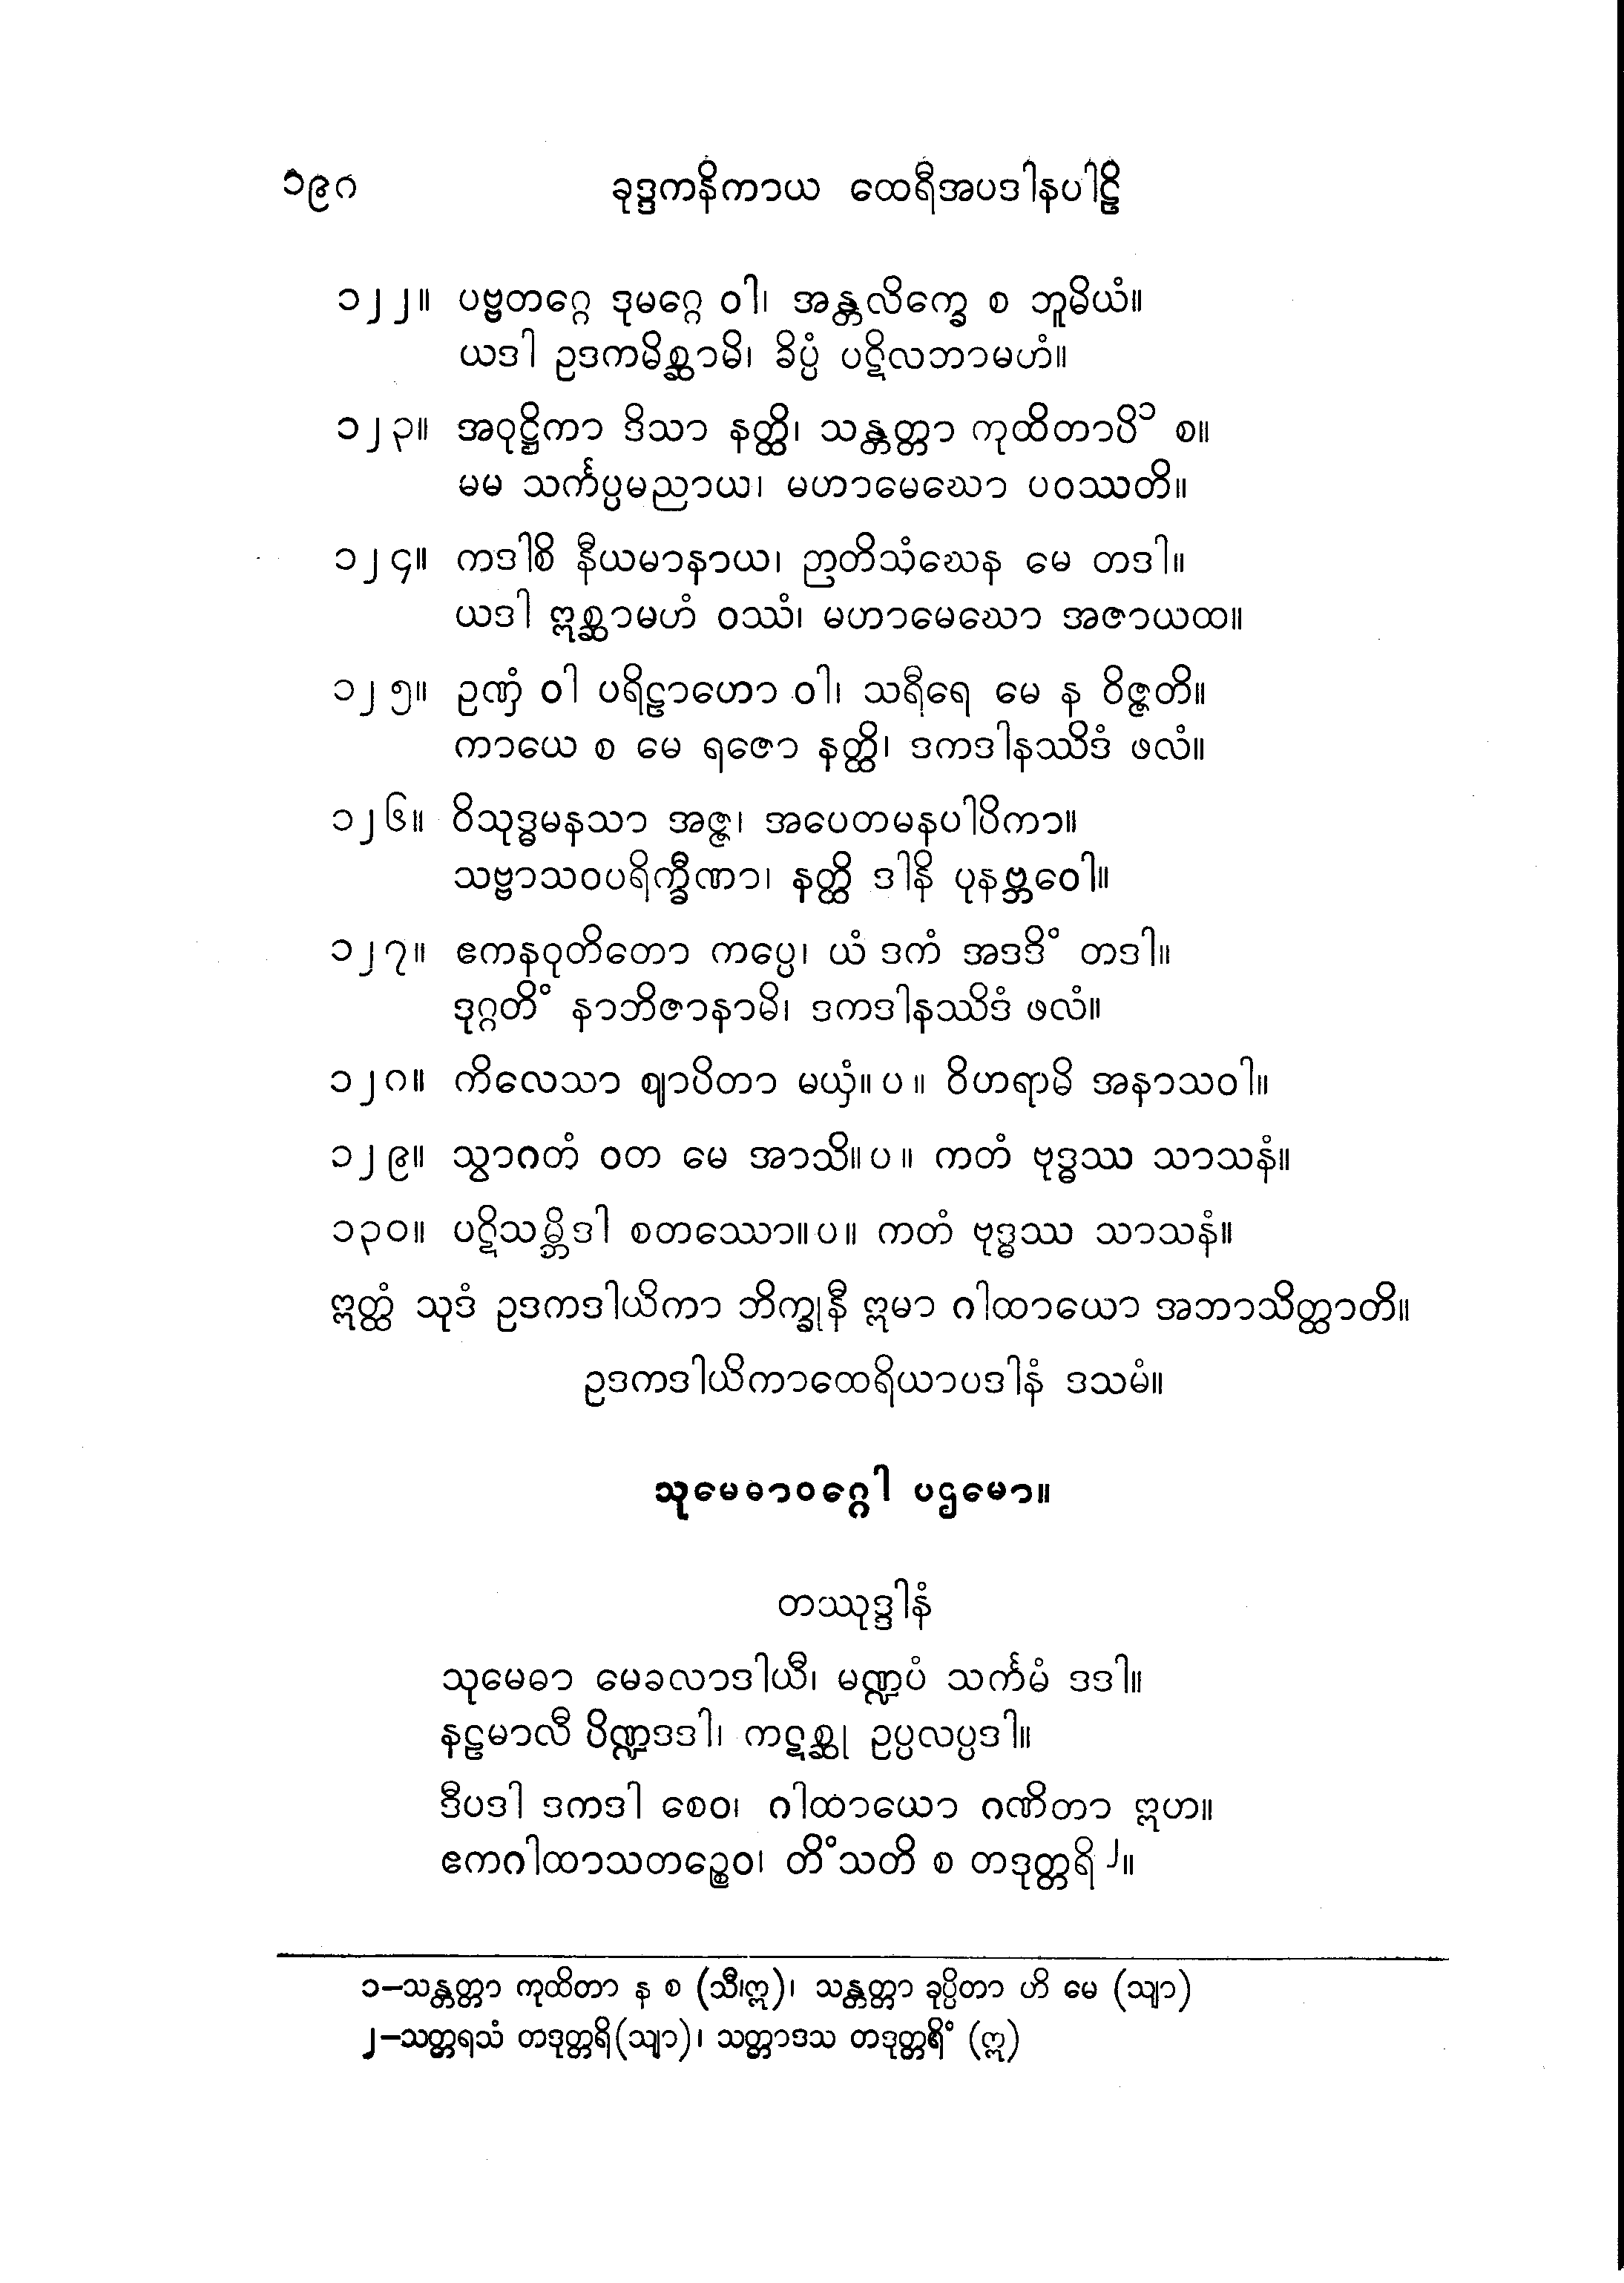 ၁၉၈ ခုဒ္ဒကနိကာယ ထေရီအပဒါနပါဠိ
၁၂၂။ ပဗ္ဗတဂ္ဂေ ဒုမဂ္ဂေ ဝါ၊ အန္တလိက္ခေ စ ဘူမိယံ။
ယဒါ ဥဒကမိစ္ဆာမိ၊ ခိပ္ပံ ပဋိလဘာမဟံ။
၁၂၃။ အဝုဋ္ဌိကာ ဒိသာ နတ္ထိ၊ သန္တတ္တာ ကုထိတာပိ၁ စ။
မမ သင်္ကပ္ပမညာယ၊ မဟာမေဃော ပဝဿတိ။
၁၂၄။ ကဒါစိ နီယမာနာယ၊ ဉာတိသံဃေန မေ တဒါ။
ယဒါ ဣစ္ဆာမဟံ ဝဿံ၊ မဟာမေဃော အဇာယထ။
၁၂၅။ ဥဏှံ ဝါ ပရိဠာဟော ဝါ၊ သရီရေ မေ န ဝိဇ္ဇတိ။
ကာယေ စ မေ ရဇော နတ္ထိ၊ ဒကဒါနဿိဒံ ဖလံ။
၁၂၆။ ဝိသုဒ္ဓမနသာ အဇ္ဇ၊ အပေတမနပါပိကာ။
သဗ္ဗာသဝပရိက္ခီဏာ၊ နတ္ထိ ဒါနိ ပုနဗ္ဘဝေါ။
၁၂၇။ ဧကနဝုတိတော ကပ္ပေ၊ ယံ ဒကံ အဒဒိံ တဒါ။
ဒုဂ္ဂတိံ နာဘိဇာနာမိ၊ ဒကဒါနဿိဒံ ဖလံ။
၁၂၈။ ကိလေသာ ဈာပိတာ မယှံ။ ပ ။ ဝိဟရာမိ အနာသဝါ။
၁၂၉။ သွာဂတံ ဝတ မေ အာသိ။ ပ ။ ကတံ ဗုဒ္ဓဿ သာသနံ။
၁၃၀။ ပဋိသမ္ဘိဒါ စတဿော။ ပ ။ ကတံ ဗုဒ္ဓဿ သာသနံ။
ဣတ္ထံ သုဒံ ဥဒကဒါယိကာ ဘိက္ခုနီ ဣမာ ဂါထာယော အဘာသိတ္ထာတိ။
ဥဒကဒါယိကာထေရိယာပဒါနံ ဒသမံ။
သုမေဓာဝဂ္ဂေါ ပဌမော။
တဿုဒ္ဒါနံ
သုမေဓာ မေခလာဒါယီ၊ မဏ္ဍပံ သင်္ကမံ ဒဒါ။
နဠမာလီ ပိဏ္ဍဒဒါ၊ ကဋစ္ဆု ဥပ္ပလပ္ပဒါ။
ဒီပဒါ ဒကဒါ စေဝ၊ ဂါထာယော ဂဏိတာ ဣဟ။
ဧကဂါထာသတဉ္စေဝ၊ တိံသတိ စ တဒုတ္တရိ၂။
၁–သန္တတ္တာ ကုထိတာ န စ (သီ၊ဣ)၊ သန္တတ္တာ ခုပ္ပိတာ ဟိ မေ (သျာ)
၂–သတ္တရသံ တဒုတ္တရိ(သျာ)၊ သတ္တာဒသ တဒုတ္တရိံ (ဣ)